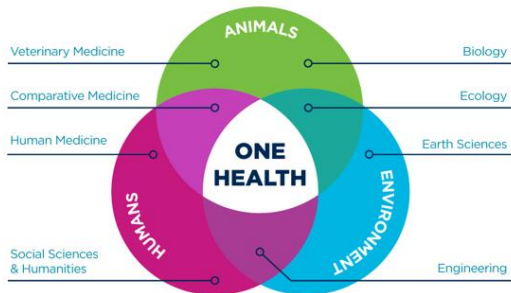 ANIMALS
Veterinary Medicine
Biology
Comparative Medicine
Ecology
Human Medicine
Earth Sciences
ONE
HEALTH
HUMANS
ENVIRONMENT
Social Sciences
& Humanities
Engineering